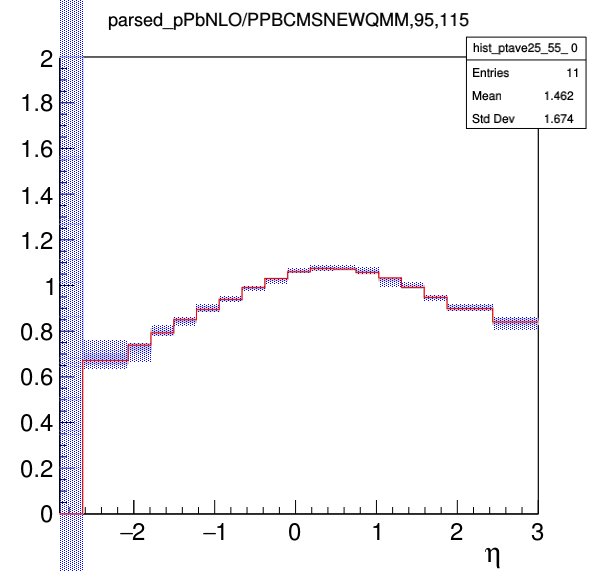 parsed_pPbNLO/PPBCMSNEWQMM,95,115
hist_ptave25_55_ 0
Entries 11
Mean 1.462
Std Dev 1.674
2
1.8
1.6
1.4
1.2
1
0.8
0.6
0.4
0.2
0
−2 −1 0 1 2 3
η